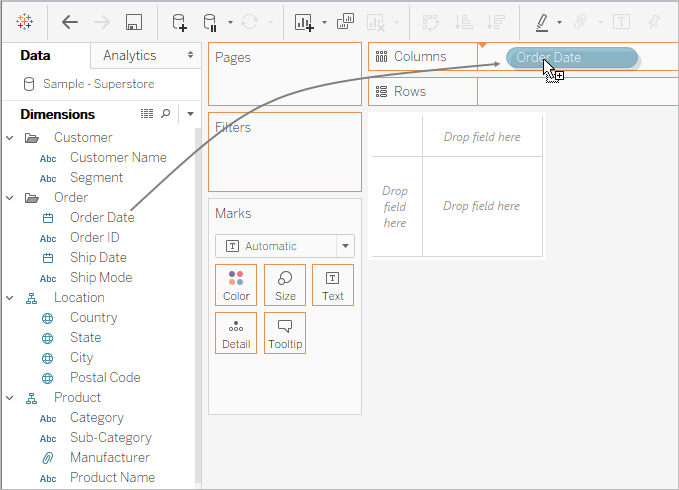 Data
Analytics
Sample - Superstore
Dimensions
Customer
Abc Customer Name
Abc Segment
Order
Order Date
Abc Order ID
Ship Date
Abc Ship Mode
Location
Country
State
City
Postal Code
Product
Abc Category
Abc Sub-Category
Manufacturer
Abc Product Name
Pages
Filters
Marks
T Automatic
Color
Size
T
Text
Detail
Tooltip
Columns
Order Date
Rows
Drop field here
Drop
field
here
Drop field here
T